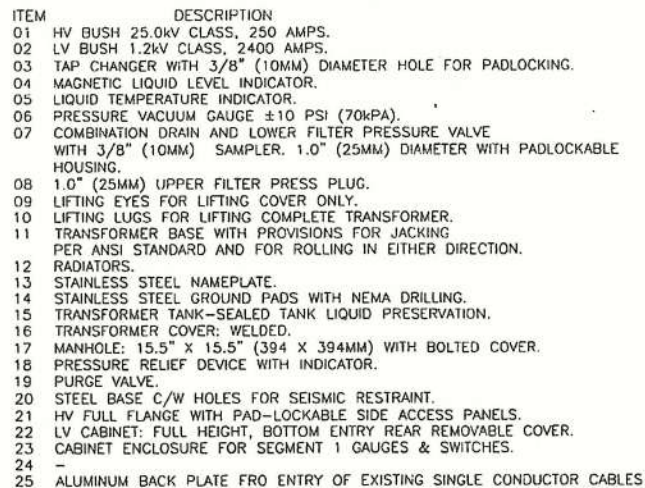 ITEM DESCRIPTION
01 HV BUSH 25.0kV CLASS, 250 AMPS.
02 LV BUSH 1.2kV CLASS, 2400 AMPS.
03 TAP CHANGER WITH 3/8" (10MM) DIAMETER HOLE FOR PADLOCKING.
04 MAGNETIC LIQUID LEVEL INDICATOR.
05 LIQUID TEMPERATURE INDICATOR.
06 PRESSURE VACUUM GAUGE ±10 PSI (70kPA).
07 COMBINATION DRAIN AND LOWER FILTER PRESSURE VALVE
WITH 3/8" (10MM) SAMPLER. 1.0" (25MM) DIAMETER WITH PADLOCKABLE
HOUSING.
08 1.0" (25MM) UPPER FILTER PRESS PLUG.
09 LIFTING EYES FOR LIFTING COVER ONLY.
10 LIFTING LUGS FOR LIFTING COMPLETE TRANSFORMER.
11 TRANSFORMER BASE WITH PROVISIONS FOR JACKING
PER ANSI STANDARD AND FOR ROLLING IN EITHER DIRECTION.
12 RADIATORS.
13 STAINLESS STEEL NAMEPLATE.
14 STAINLESS STEEL GROUND PADS WITH NEMA DRILLING.
15 TRANSFORMER TANK-SEALED TANK LIQUID PRESERVATION.
16 TRANSFORMER COVER: WELDED.
17 MANHOLE: 15.5" X 15.5" (394 X 394MM) WITH BOLTED COVER.
18 PRESSURE RELIEF DEVICE WITH INDICATOR.
19 PURGE VALVE.
20 STEEL BASE C/W HOLES FOR SEISMIC RESTRAINT.
21 HV FULL FLANGE WITH PAD-LOCKABLE SIDE ACCESS PANELS.
22 LV CABINET: FULL HEIGHT, BOTTOM ENTRY REAR REMOVABLE COVER.
23 CABINET ENCLOSURE FOR SEGMENT 1 GAUGES & SWITCHES.
24 -
25 ALUMINUM BACK PLATE FRO ENTRY OF EXISTING SINGLE CONDUCTOR CABLES